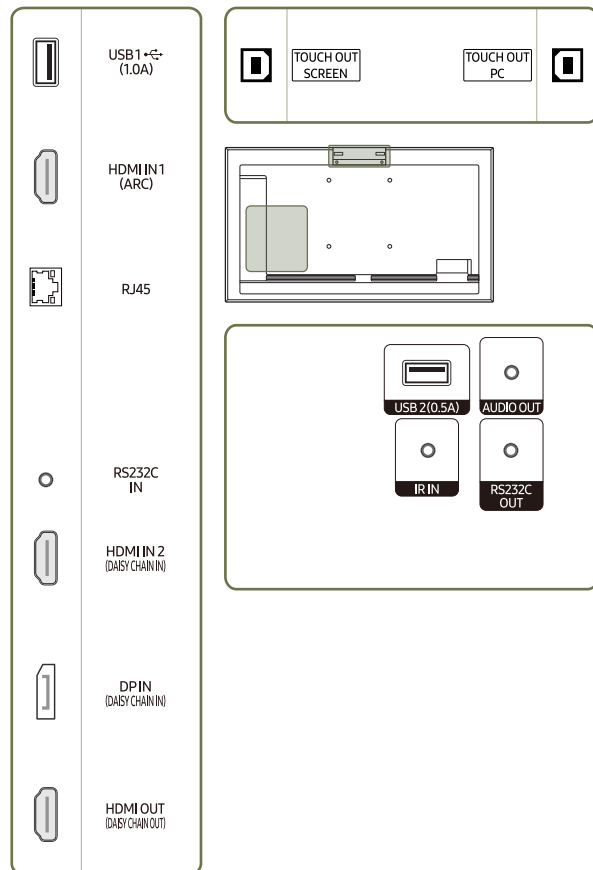 USB1
(1.0A)
HDMI IN 1
(ARC)
RJ45
RS232C
IN
HDMI IN 2
(DAISY CHAIN IN)
DP IN
(DAISY CHAIN IN)
HDMI OUT
(DAISY CHAIN OUT)
TOUCH OUT
SCREEN
TOUCH OUT
PC
USB 2(0.5A)
AUDIO OUT
IR IN
RS232C
OUT